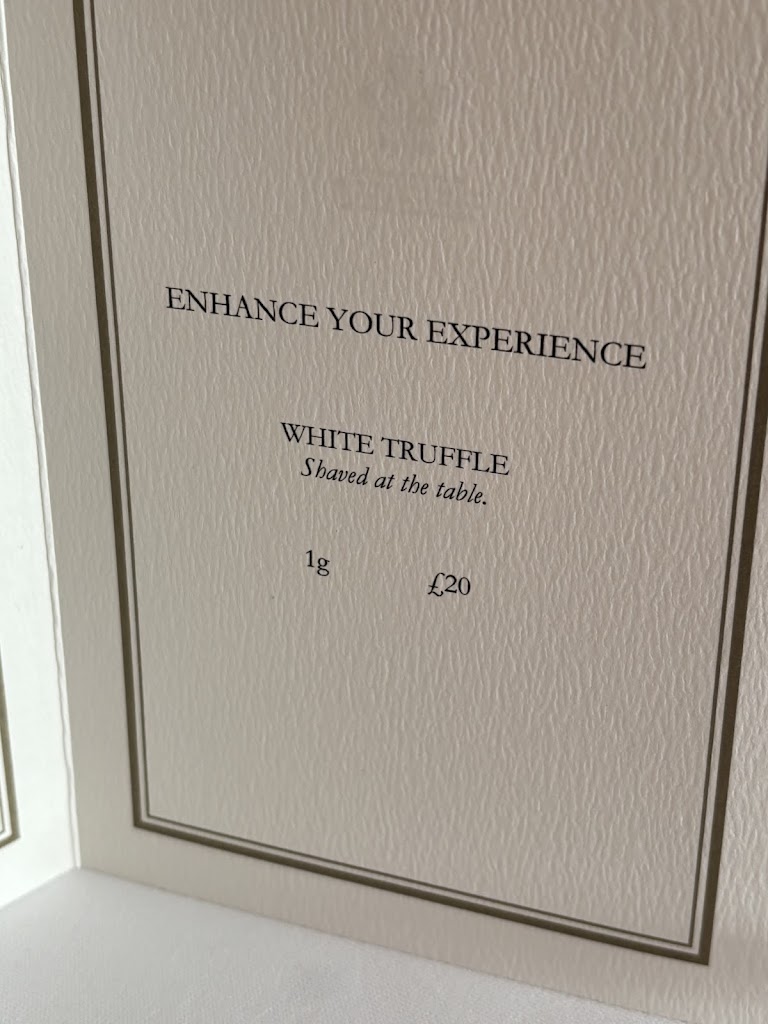 ENHANCE YOUR EXPERIENCE
WHITE TRUFFLE
Shaved at the table.
1g £20